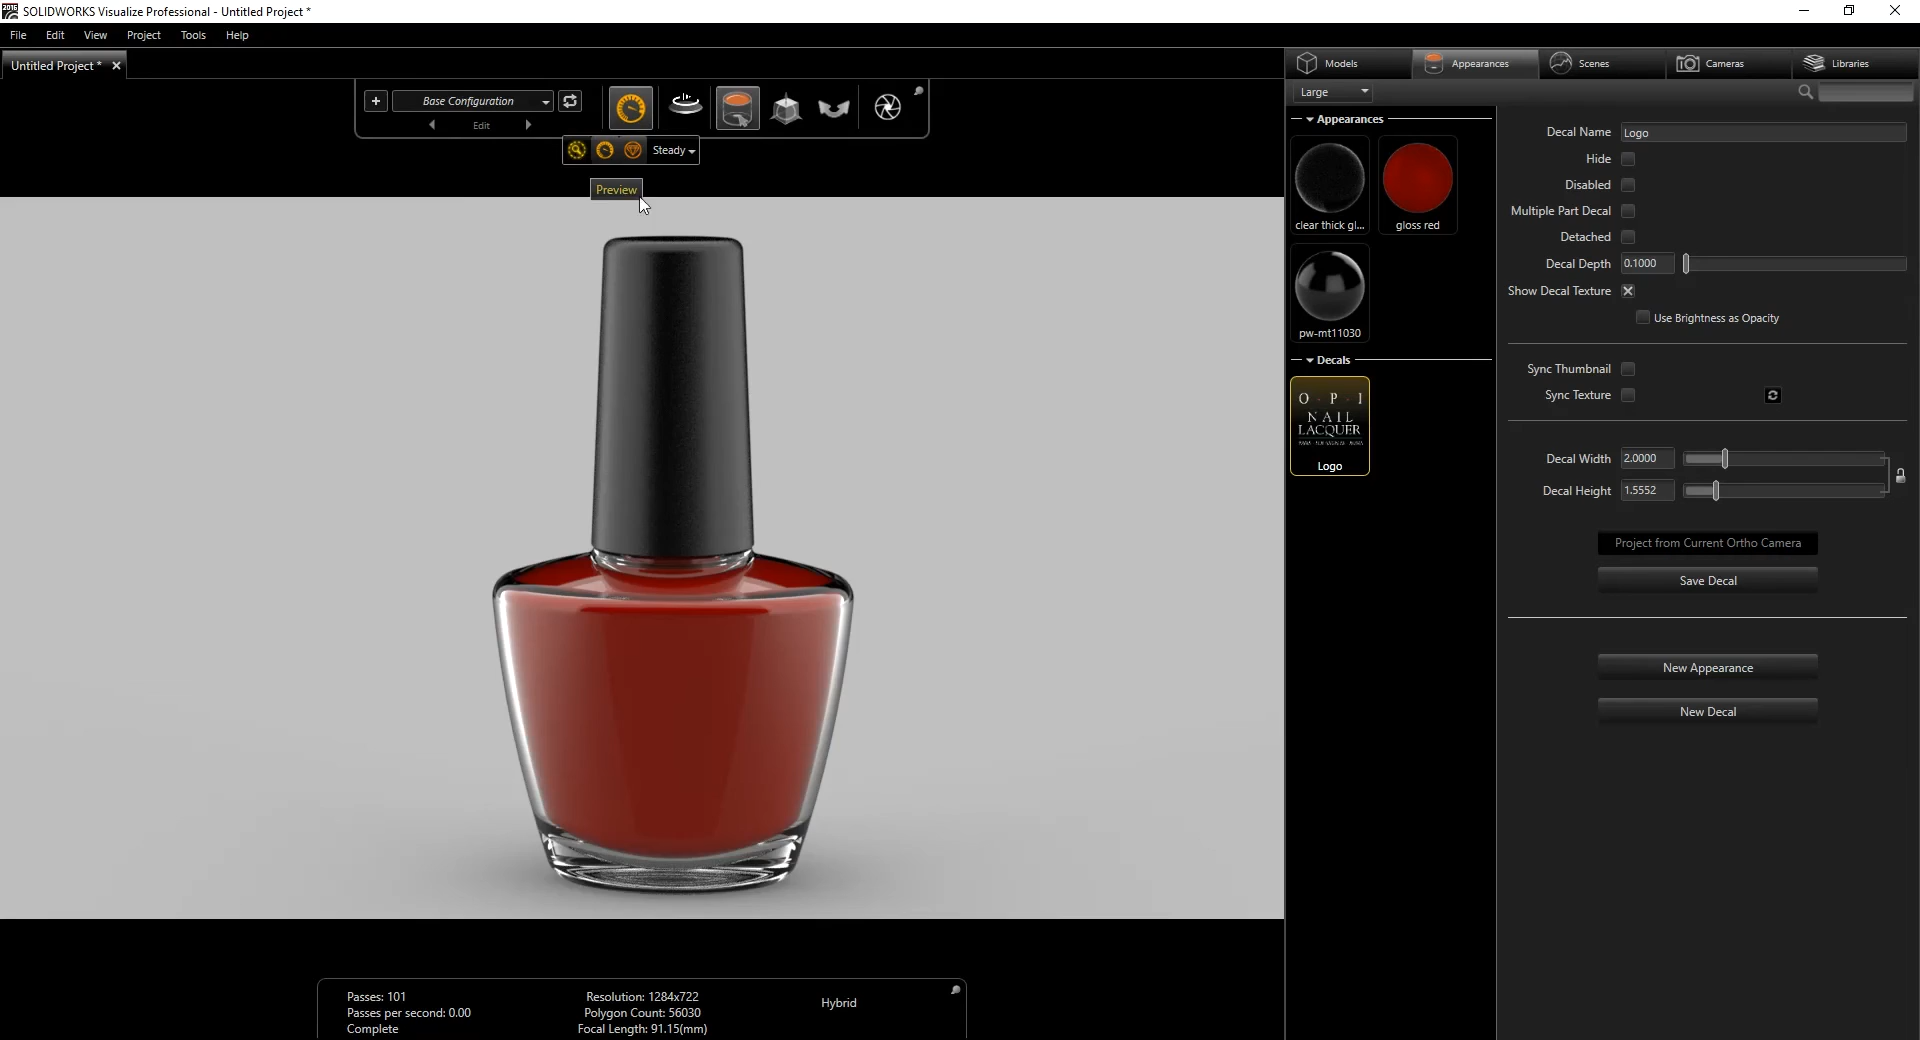 SOLIDWORKS Visualize Professional - Untitled Project *
File Edit View Project Tools Help
Untitled Project *
Base Configuration
Edit
Steady
Preview
Models Appearances Scenes Cameras Libraries
Large
Appearances
clear thick gl...
gloss red
pw-mt11030
Decals
O · P · I
NAIL
LACQUER
Logo
Decal Name Logo
Hide
Disabled
Multiple Part Decal
Detached
Decal Depth 0.1000
Show Decal Texture
Use Brightness as Opacity
Sync Thumbnail
Sync Texture
Decal Width 2.0000
Decal Height 1.5552
Project from Current Ortho Camera
Save Decal
New Appearance
New Decal
Passes: 101
Passes per second: 0.00
Complete
Resolution: 1284x722
Polygon Count: 56030
Focal Length: 91.15(mm)
Hybrid